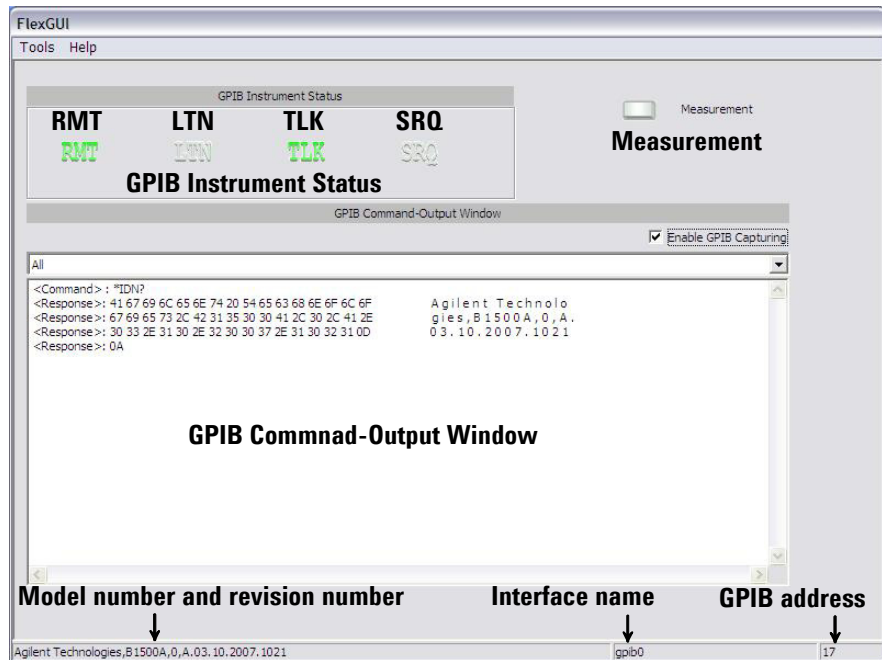 FlexGUI
Tools Help
GPIB Instrument Status
RMT LTN TLK SRQ
RMT LTN TLK SRQ
GPIB Instrument Status
Measurement
Measurement
GPIB Command-Output Window
Enable GPIB Capturing
All
<Command> : *IDN?
<Response>: 41 67 69 6C 65 6E 74 20 54 65 63 68 6E 6F 6C 6F Agilent Technolo
<Response>: 67 69 65 73 2C 42 31 35 30 30 41 2C 30 2C 41 2E gies,B1500A,0,A.
<Response>: 30 33 2E 31 30 2E 32 30 30 37 2E 31 30 32 31 0D 03.10.2007.1021
<Response>: 0A
GPIB Commnad-Output Window
Model number and revision number Interface name GPIB address
Agilent Technologies,B1500A,0,A.03.10.2007.1021 gpib0 17